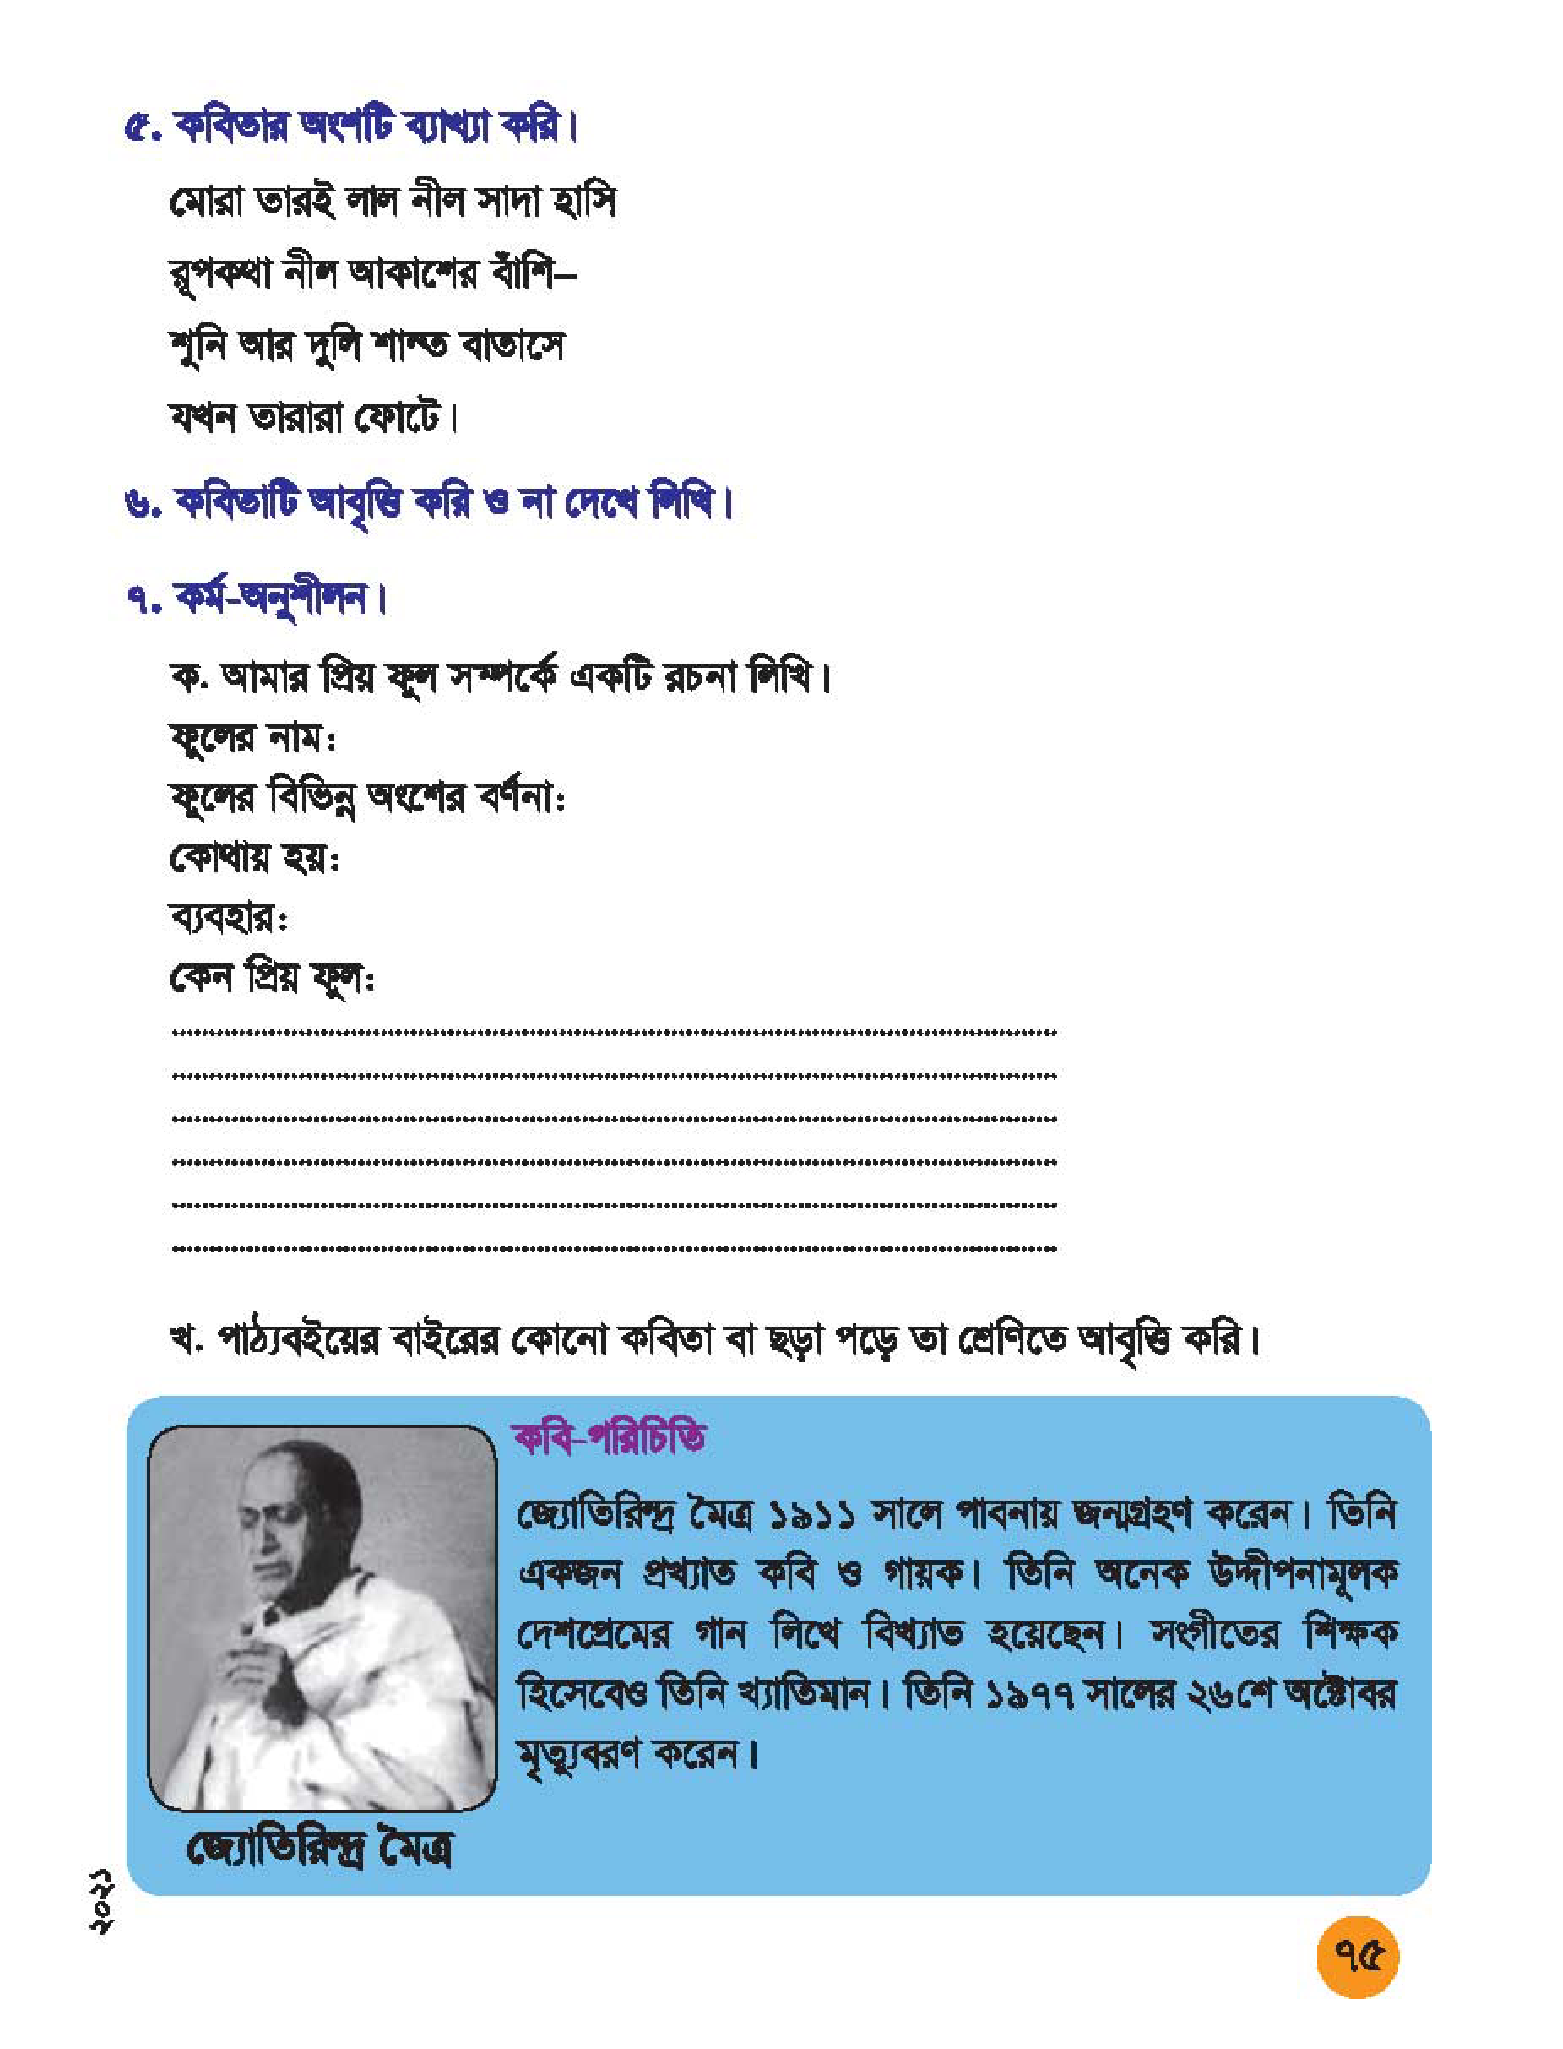 ৫. কবিতার অংশটি ব্যাখ্যা করি।
মোরা তারই লাল নীল সাদা হাসি
রূপকথা নীল আকাশের বাঁশি–
শুনি আর দুলি শান্ত বাতাসে
যখন তারারা ফোটে।
৬. কবিতাটি আবৃত্তি করি ও না দেখে লিখি।
৭. কর্ম-অনুশীলন।
ক. আমার প্রিয় ফুল সম্পর্কে একটি রচনা লিখি।
ফুলের নাম:
ফুলের বিভিন্ন অংশের বর্ণনা:
কোথায় হয়:
ব্যবহার:
কেন প্রিয় ফুল:
খ. পাঠ্যবইয়ের বাইরের কোনো কবিতা বা ছড়া পড়ে তা শ্রেণিতে আবৃত্তি করি।
কবি-পরিচিতি
জ্যোতিরিন্দ্র মৈত্র ১৯১১ সালে পাবনায় জন্মগ্রহণ করেন। তিনি
একজন প্রখ্যাত কবি ও গায়ক। তিনি অনেক উদ্দীপনামূলক
দেশপ্রেমের গান লিখে বিখ্যাত হয়েছেন। সংগীতের শিক্ষক
হিসেবেও তিনি খ্যাতিমান। তিনি ১৯৭৭ সালের ২৬শে অক্টোবর
মৃত্যুবরণ করেন।
জ্যোতিরিন্দ্র মৈত্র
২০২১
৭৫